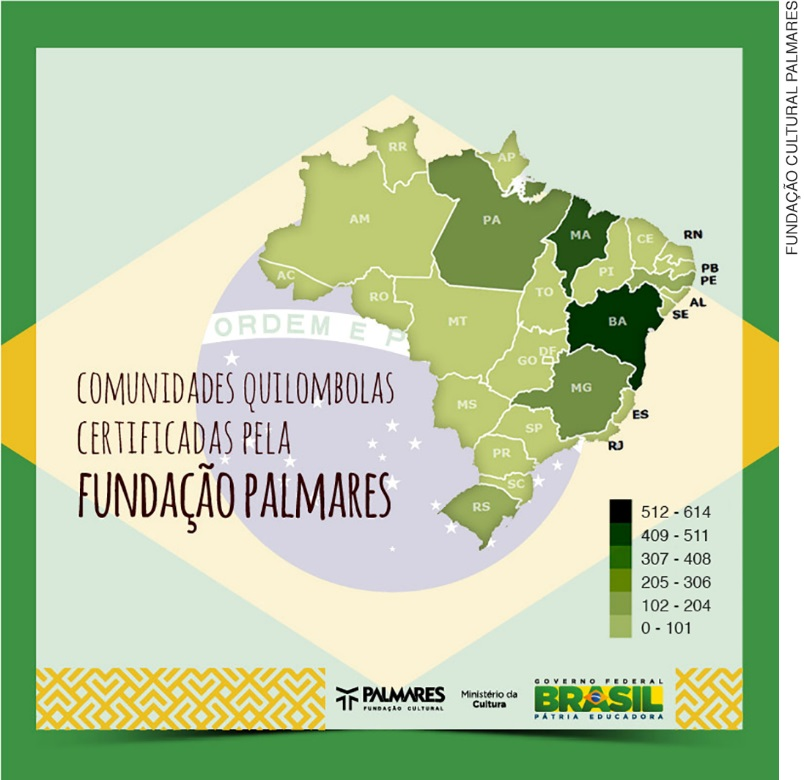 FUNDAÇÃO CULTURAL PALMARES
RR
AP
AM
PA
MA
CE
RN
PB
PE
AL
SE
PI
AC
RO
TO
MT
BA
ORDEM E P
DF
GO
MG
ES
MS
SP
RJ
PR
SC
RS
COMUNIDADES QUILOMBOLAS
CERTIFICADAS PELA
FUNDAÇÃO PALMARES
512 - 614
409 - 511
307 - 408
205 - 306
102 - 204
0 - 101
PALMARES
FUNDAÇÃO CULTURAL
Ministério da
Cultura
GOVERNO FEDERAL
BRASIL
PÁTRIA EDUCADORA